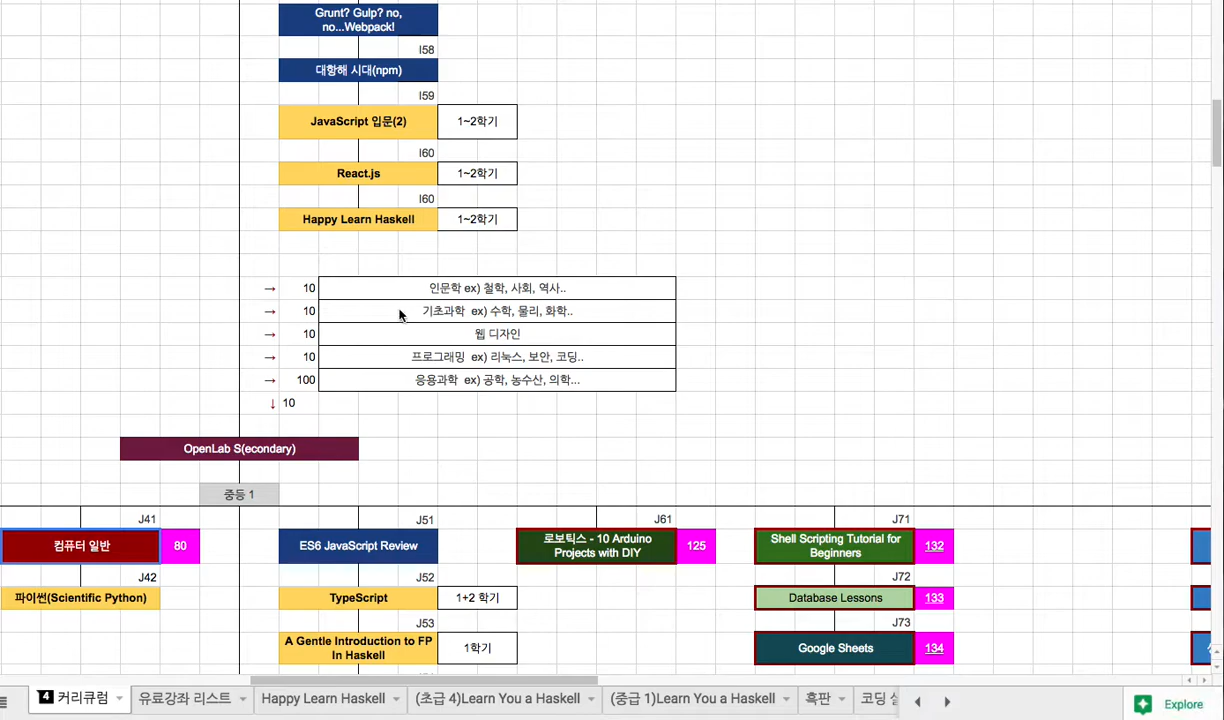 Grunt? Gulp? no,
no...Webpack!
I58
대항해 시대(npm)
I59
JavaScript 입문(2)
1~2학기
I60
React.js
1~2학기
I60
Happy Learn Haskell
1~2학기
→ 10 인문학 ex) 철학, 사회, 역사..
→ 10 기초과학 ex) 수학, 물리, 화학..
→ 10 웹 디자인
→ 10 프로그래밍 ex) 리눅스, 보안, 코딩..
→ 100 응용과학 ex) 공학, 농수산, 의학...
↓ 10
OpenLab S(econdary)
중등 1
J41
J51
J61
J71
컴퓨터 일반
80
ES6 JavaScript Review
로보틱스 - 10 Arduino
Projects with DIY
125
Shell Scripting Tutorial for
Beginners
132
J42
J52
J72
파이썬(Scientific Python)
TypeScript
1+2 학기
Database Lessons
133
J53
J73
A Gentle Introduction to FP
In Haskell
1학기
Google Sheets
134
4 커리큐럼
유료강좌 리스트
Happy Learn Haskell
(초급 4)Learn You a Haskell
(중급 1)Learn You a Haskell
흑판
코딩
Explore